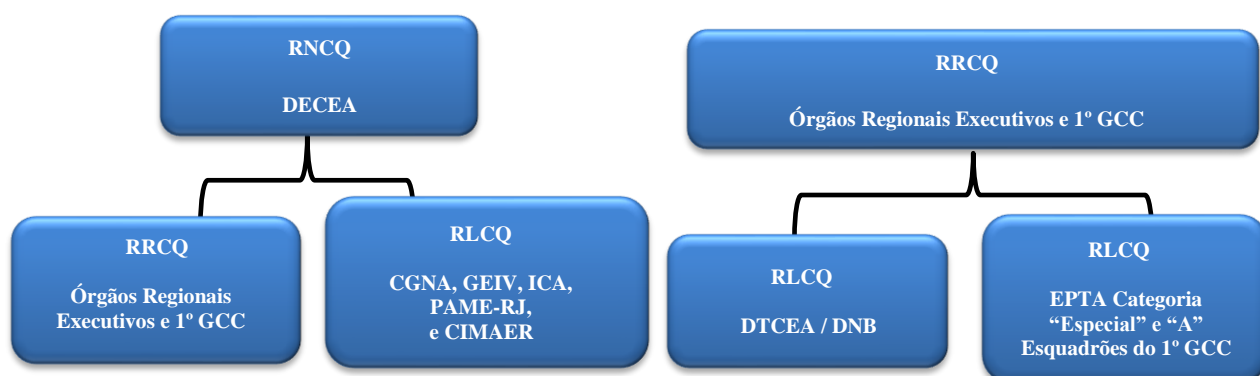 RNCQ
DECEA
RRCQ
Órgãos Regionais
Executivos e 1º GCC
RLCQ
CGNA, GEIV, ICA,
PAME-RJ,
e CIMAER
RRCQ
Órgãos Regionais Executivos e 1º GCC
RLCQ
DTCEA / DNB
RLCQ
EPTA Categoria
“Especial” e “A”
Esquadrões do 1º GCC